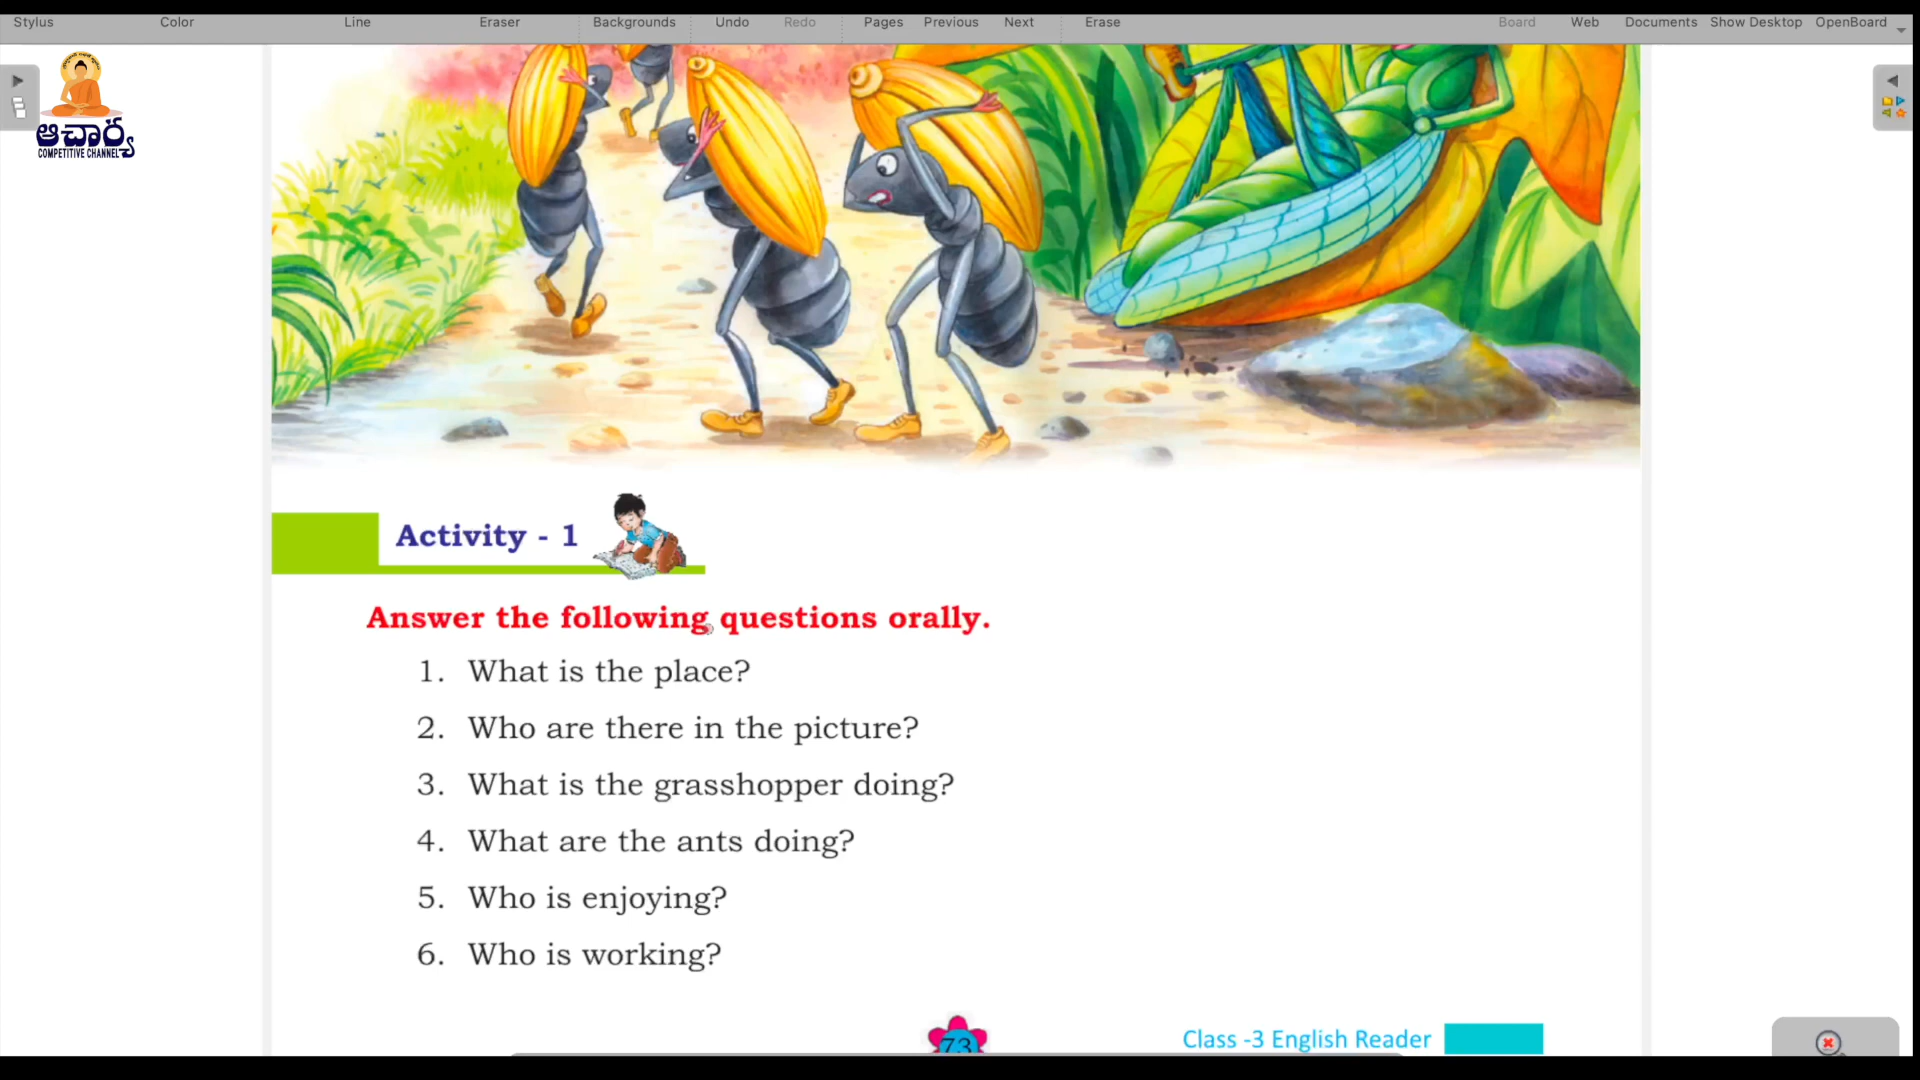 Stylus Color Line Eraser Backgrounds Undo Redo Pages Previous Next Erase Board Web Documents Show Desktop OpenBoard
ఆచార్య
COMPETITIVE CHANNEL
Activity - 1
Answer the following questions orally.
1. What is the place?
2. Who are there in the picture?
3. What is the grasshopper doing?
4. What are the ants doing?
5. Who is enjoying?
6. Who is working?
73
Class -3 English Reader